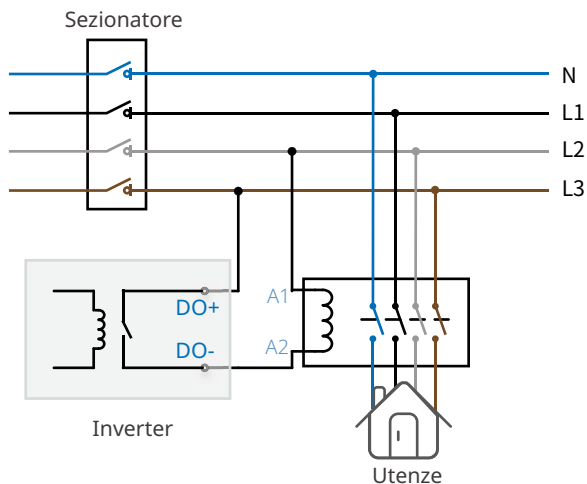 Sezionatore
N
L1
L2
L3
A1
DO+
A2
DO-
Inverter
Utenze